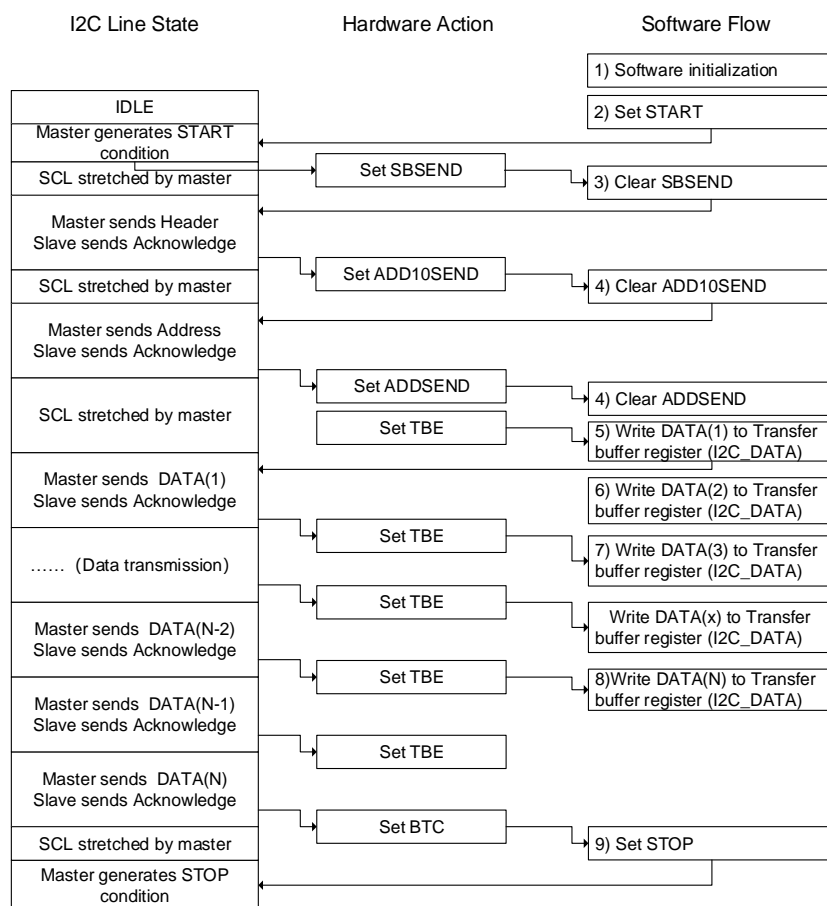 I2C Line State
Hardware Action
Software Flow
1) Software initialization
IDLE
2) Set START
Master generates START
condition
Set SBSEND
SCL stretched by master
3) Clear SBSEND
Master sends Header
Slave sends Acknowledge
Set ADD10SEND
SCL stretched by master
4) Clear ADD10SEND
Master sends Address
Slave sends Acknowledge
Set ADDSEND
4) Clear ADDSEND
SCL stretched by master
Set TBE
5) Write DATA(1) to Transfer
buffer register (I2C_DATA)
Master sends DATA(1)
Slave sends Acknowledge
6) Write DATA(2) to Transfer
buffer register (I2C_DATA)
Set TBE
7) Write DATA(3) to Transfer
buffer register (I2C_DATA)
…… (Data transmission)
Set TBE
Write DATA(x) to Transfer
buffer register (I2C_DATA)
Master sends DATA(N-2)
Slave sends Acknowledge
Set TBE
8)Write DATA(N) to Transfer
buffer register (I2C_DATA)
Master sends DATA(N-1)
Slave sends Acknowledge
Set TBE
Master sends DATA(N)
Slave sends Acknowledge
Set BTC
SCL stretched by master
9) Set STOP
Master generates STOP
condition